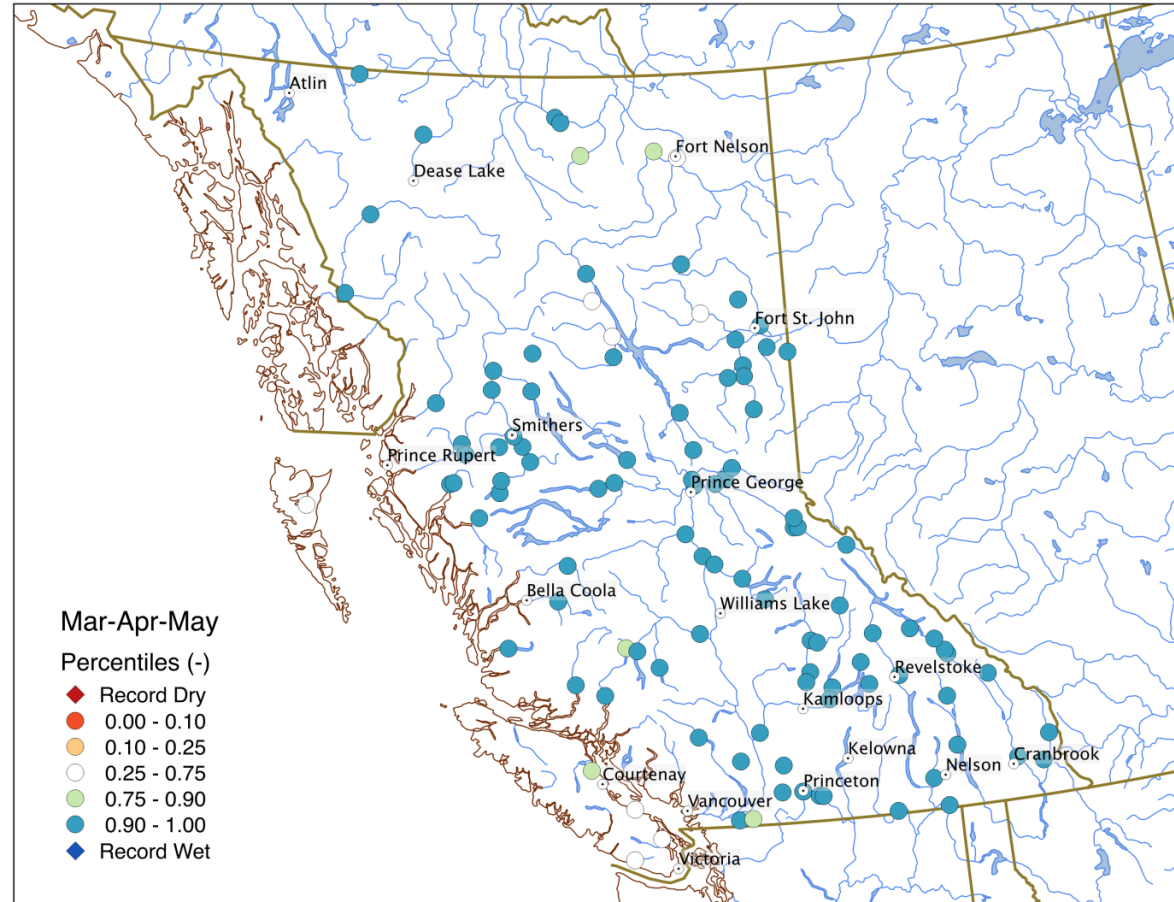 Atlin
Fort Nelson
Dease Lake
Fort St. John
Smithers
Prince Rupert
Prince George
Bella Coola
Williams Lake
Revelstoke
Kamloops
Kelowna
Nelson
Cranbrook
Courtenay
Princeton
Vancouver
Victoria
Mar-Apr-May
Percentiles (-)
Record Dry
0.00 - 0.10
0.10 - 0.25
0.25 - 0.75
0.75 - 0.90
0.90 - 1.00
Record Wet